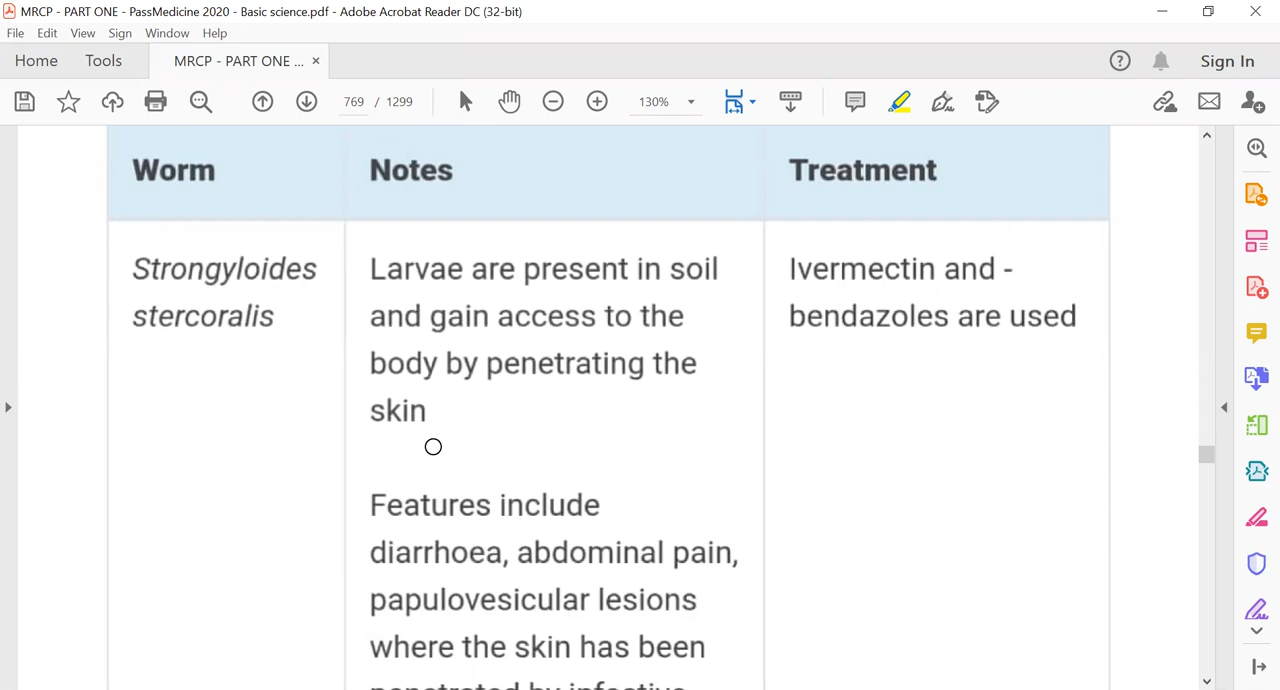 MRCP - PART ONE - PassMedicine 2020 - Basic science.pdf - Adobe Acrobat Reader DC (32-bit)
File Edit View Sign Window Help
Home Tools MRCP - PART ONE ... × Sign In
769 / 1299 130%
Worm Notes Treatment
Strongyloides Larvae are present in soil Ivermectin and -
stercoralis and gain access to the bendazoles are used
body by penetrating the
skin
Features include
diarrhoea, abdominal pain,
papulovesicular lesions
where the skin has been
penetrated by infective